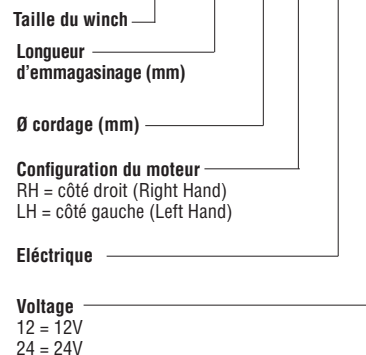 Taille du winch
Longueur
d'emmagasinage (mm)
Ø cordage (mm)
Configuration du moteur
RH = côté droit (Right Hand)
LH = côté gauche (Left Hand)
Eléctrique
Voltage
12 = 12V
24 = 24V